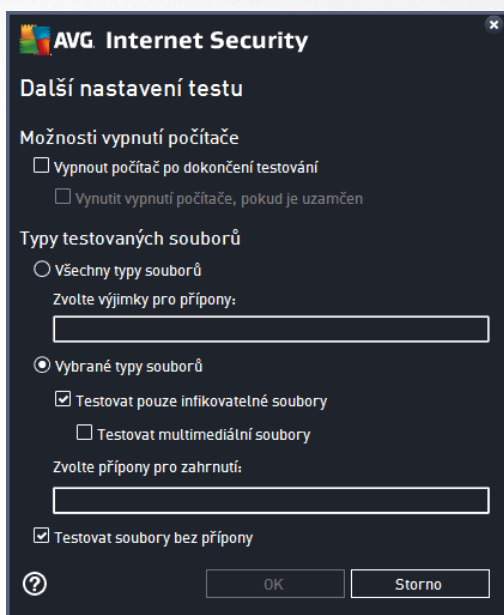 AVG. Internet Security
Další nastavení testu
Možnosti vypnutí počítače
Vypnout počítač po dokončení testování
Vynutit vypnutí počítače, pokud je uzamčen
Typy testovaných souborů
Všechny typy souborů
Zvolte výjimky pro přípony:
Vybrané typy souborů
Testovat pouze infikovatelné soubory
Testovat multimediální soubory
Zvolte přípony pro zahrnutí:
Testovat soubory bez přípony
?
OK
Storno